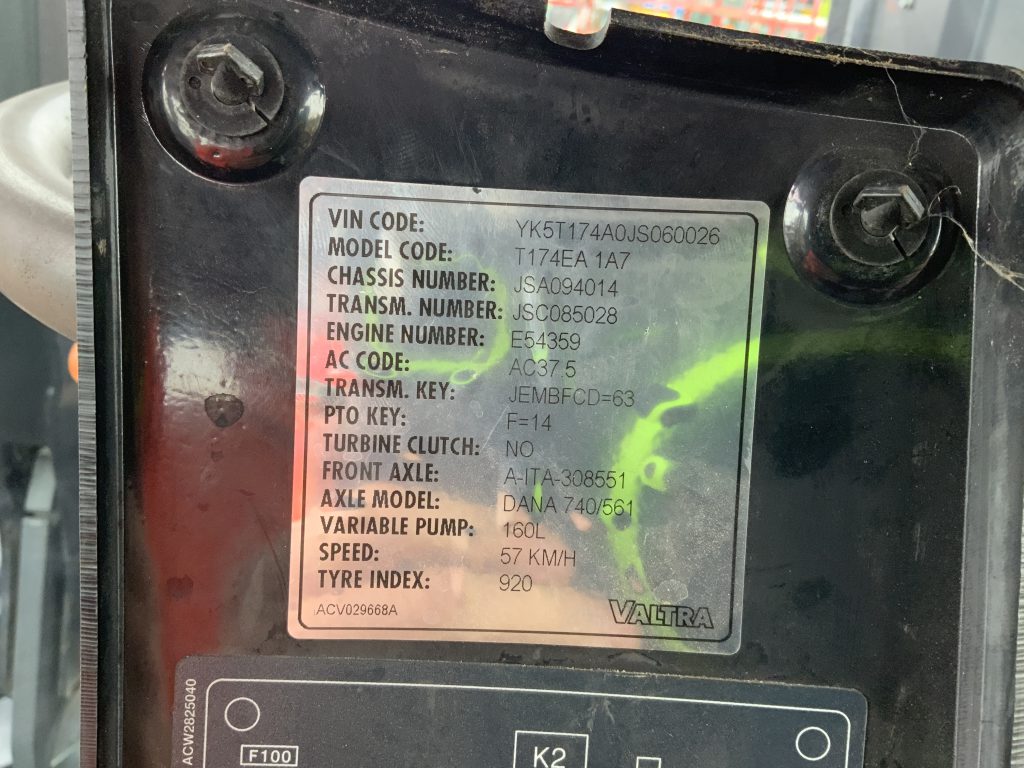 VIN CODE: YK5T174A0JS060026
MODEL CODE: T174EA 1A7
CHASSIS NUMBER: JSA094014
TRANSM. NUMBER: JSC085028
ENGINE NUMBER: E54359
AC CODE: AC37.5
TRANSM. KEY: JEMBFCD=63
PTO KEY: F=14
TURBINE CLUTCH: NO
FRONT AXLE: A-ITA-308551
AXLE MODEL: DANA 740/561
VARIABLE PUMP: 160L
SPEED: 57 KM/H
TYRE INDEX: 920
ACV029668A
VALTRA
ACW2825040
F100
K2